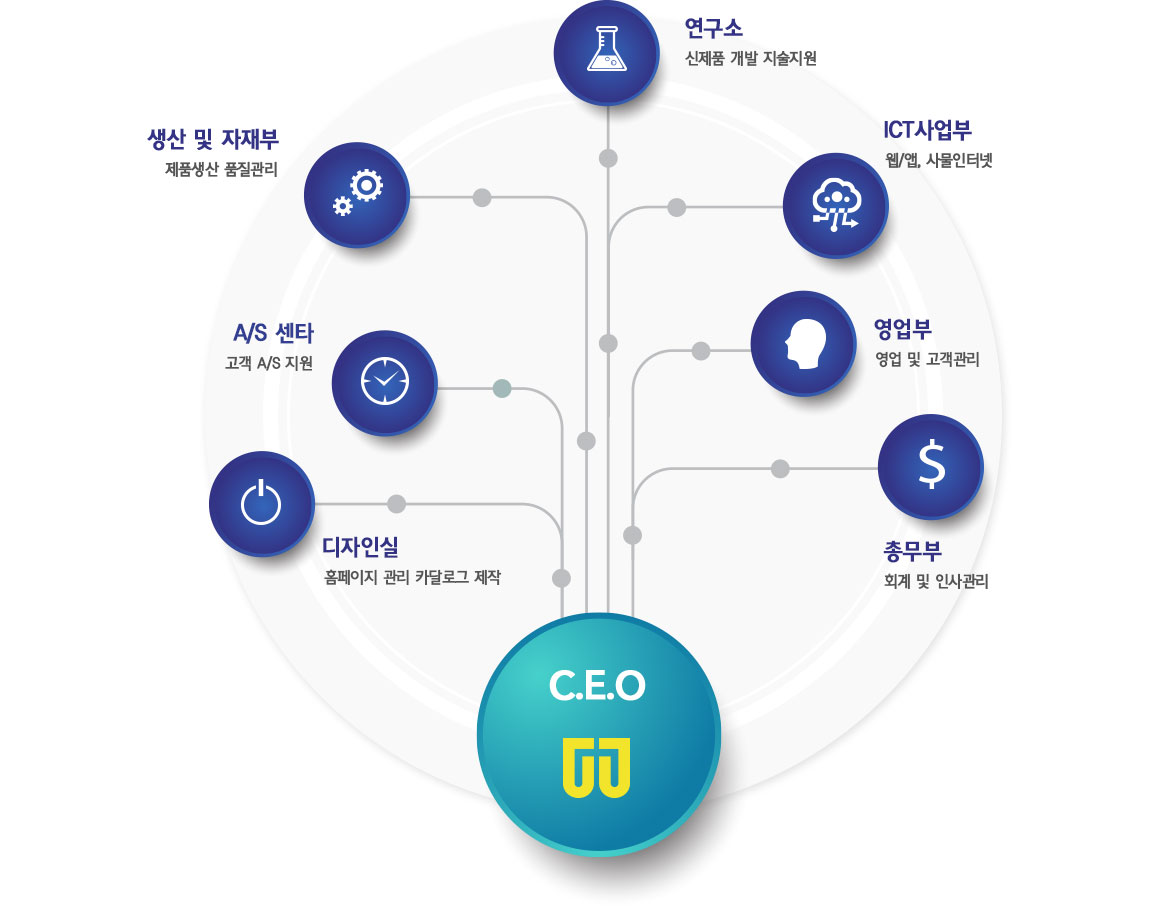 연구소
신제품 개발 지술지원
생산 및 자재부
제품생산 품질관리
ICT사업부
웹/앱, 사물인터넷
A/S 센타
고객 A/S 지원
영업부
영업 및 고객관리
디자인실
홈페이지 관리 카달로그 제작
총무부
회계 및 인사관리
C.E.O